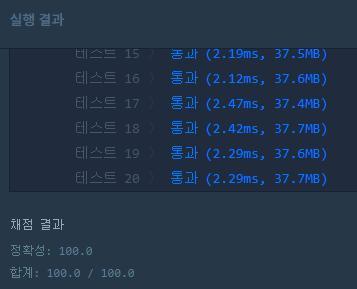 실행 결과
테스트 15 〉 통과 (2.19ms, 37.5MB)
테스트 16 〉 통과 (2.12ms, 37.6MB)
테스트 17 〉 통과 (2.47ms, 37.4MB)
테스트 18 〉 통과 (2.42ms, 37.7MB)
테스트 19 〉 통과 (2.29ms, 37.6MB)
테스트 20 〉 통과 (2.29ms, 37.7MB)
채점 결과
정확성: 100.0
합계: 100.0 / 100.0